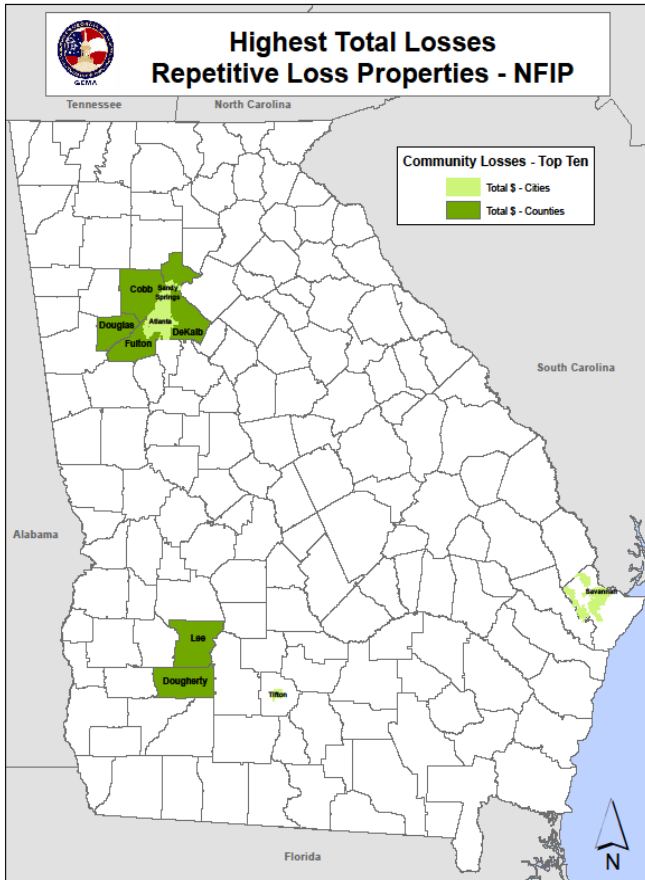 Highest Total Losses
Repetitive Loss Properties - NFIP
GEMA
Tennessee
North Carolina
Community Losses - Top Ten
Total $ - Cities
Total $ - Counties
Cobb
Sandy
Springs
Atlanta
Douglas
DeKalb
Fulton
South Carolina
Alabama
Savannah
Lee
Dougherty
Tifton
Florida
N